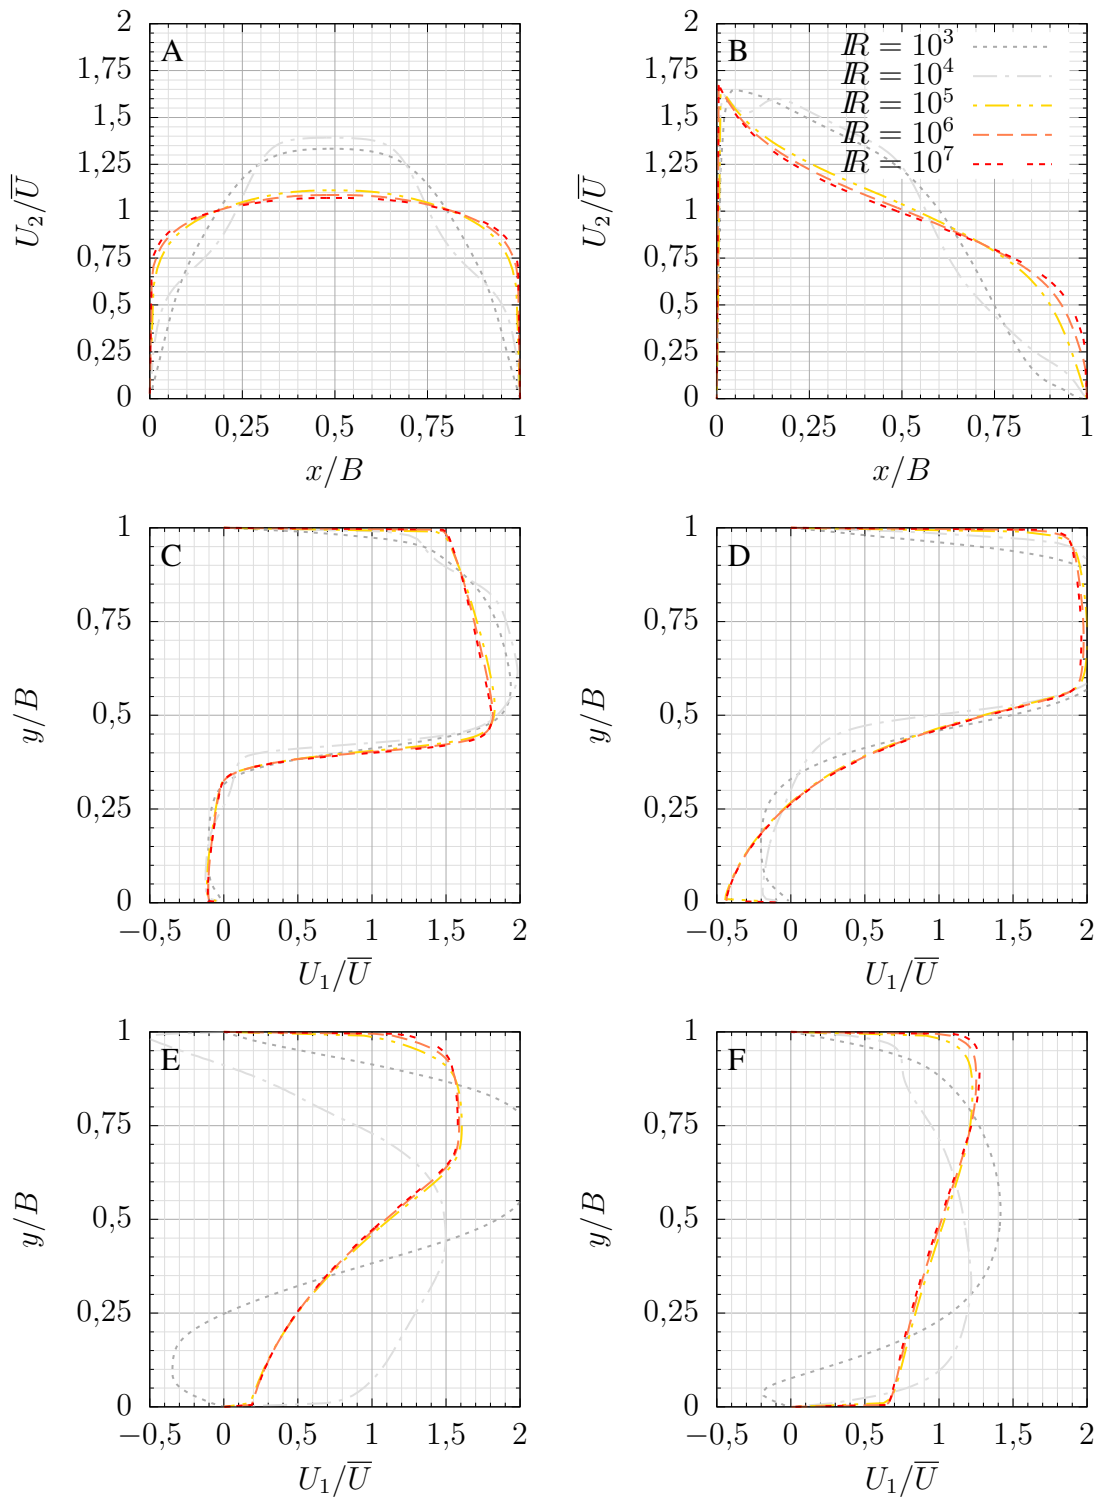 A
2
1,75
1,5
1,25
1
0,75
0,5
0,25
0
U₂/U̅
0 0,25 0,5 0,75 1
x/B
B
ℝ = 10³
ℝ = 10⁴
ℝ = 10⁵
ℝ = 10⁶
ℝ = 10⁷
2
1,75
1,5
1,25
1
0,75
0,5
0,25
0
U₂/U̅
0 0,25 0,5 0,75 1
x/B
C
1
0,75
0,5
0,25
0
y/B
−0,5 0 0,5 1 1,5 2
U₁/U̅
D
1
0,75
0,5
0,25
0
y/B
−0,5 0 0,5 1 1,5 2
U₁/U̅
E
1
0,75
0,5
0,25
0
y/B
−0,5 0 0,5 1 1,5 2
U₁/U̅
F
1
0,75
0,5
0,25
0
y/B
−0,5 0 0,5 1 1,5 2
U₁/U̅